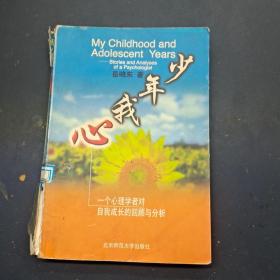 My Childhood and
Adolescent Years
——Stories and Analyses
of a Psychologist
岳晓东 著
少年我心
一个心理学者对
自我成长的回顾与分析
北京师范大学出版社